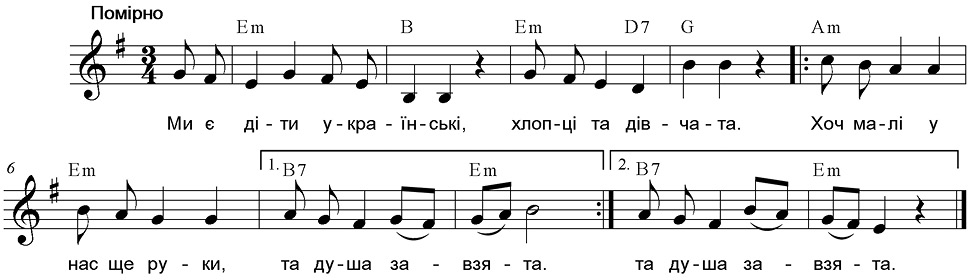 Помірно
Em B Em D7 G Am
3
4
Ми є ді-ти у-кра-їн-ські, хлоп-ці та дів-ча-та. Хоч ма-лі у
6 Em 1. B7 Em 2. B7 Em
нас ще ру-ки, та ду-ша за-взя-та. та ду-ша за-взя-та.